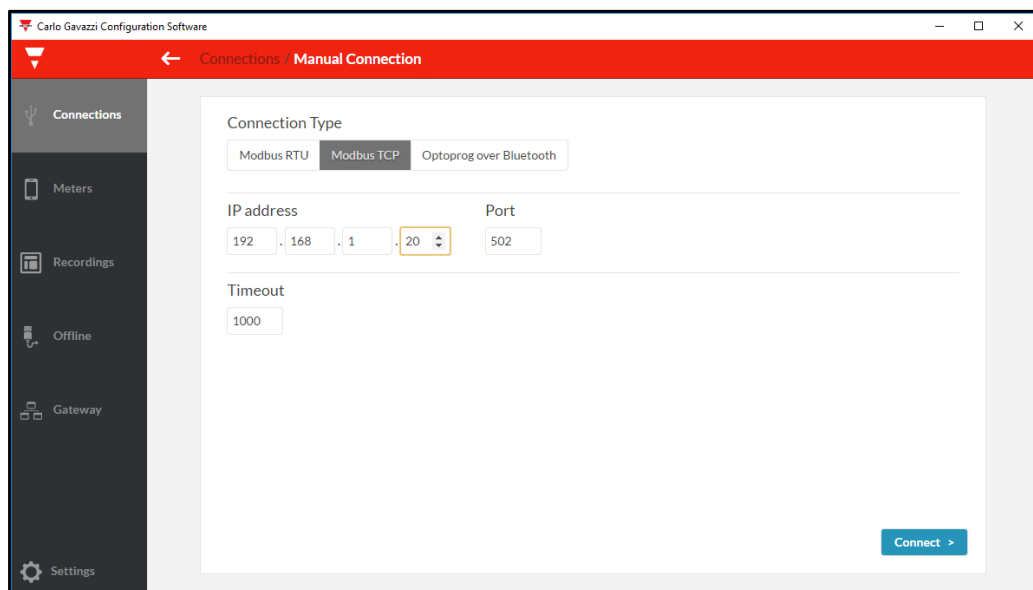 Carlo Gavazzi Configuration Software
Connections / Manual Connection
Connections
Meters
Recordings
Offline
Gateway
Settings
Connection Type
Modbus RTU Modbus TCP Optoprog over Bluetooth
IP address Port
192 . 168 . 1 . 20 502
Timeout
1000
Connect >